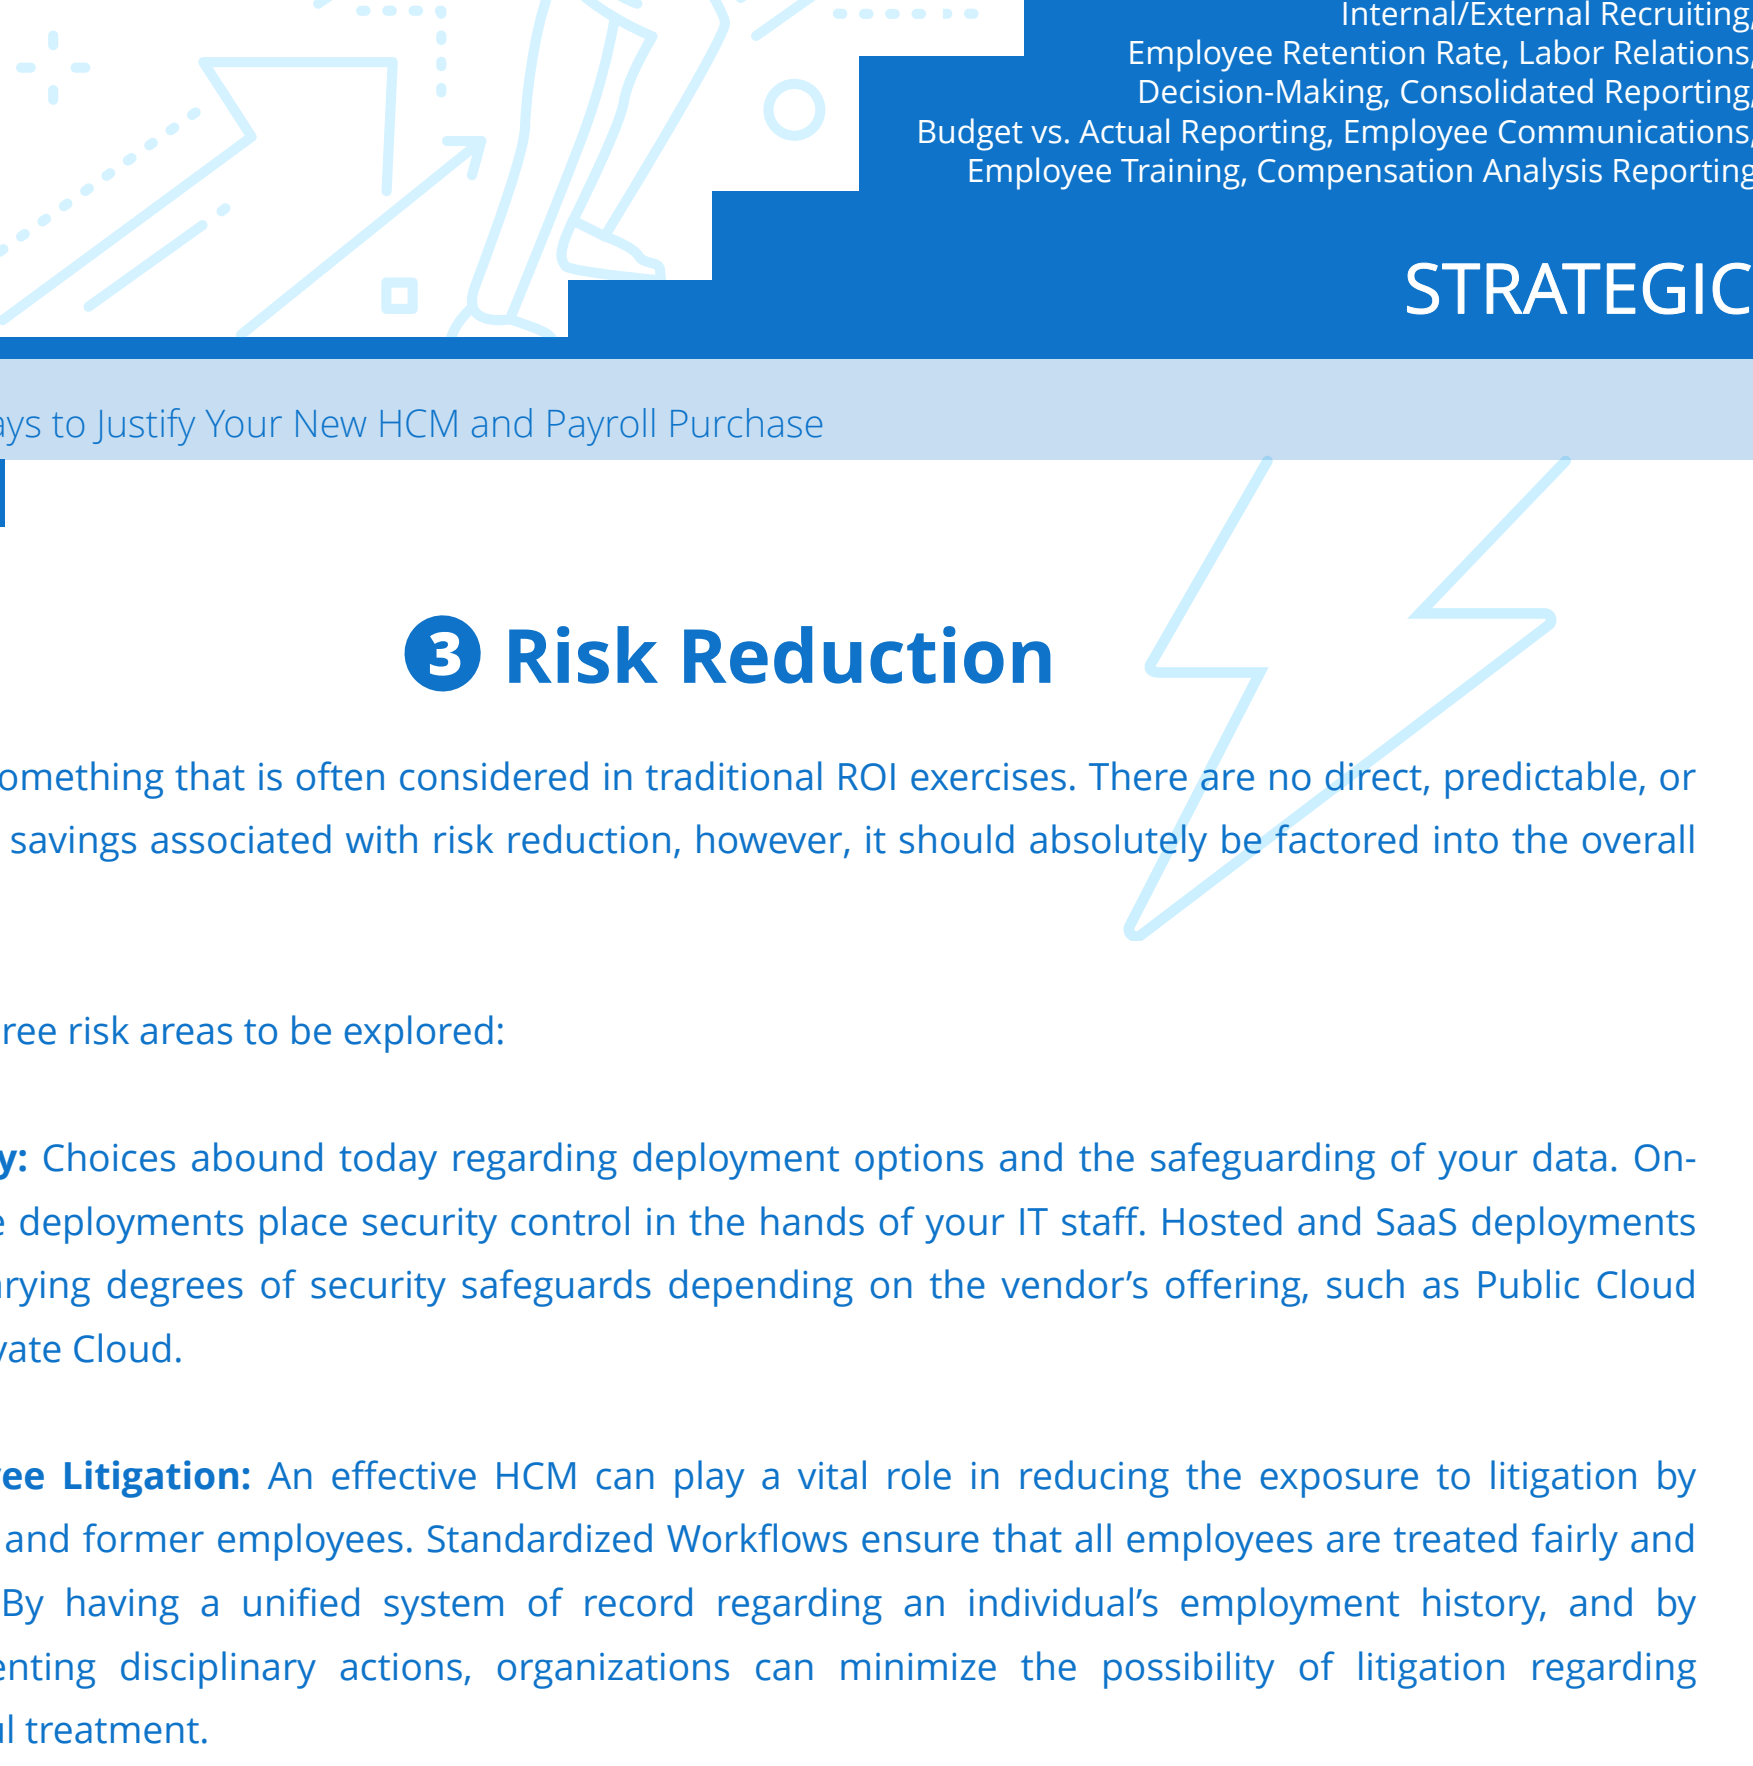 Internal/External Recruiting,
Employee Retention Rate, Labor Relations,
Decision-Making, Consolidated Reporting,
Budget vs. Actual Reporting, Employee Communications,
Employee Training, Compensation Analysis Reporting
STRATEGIC
to Justify Your New HCM and Payroll Purchase
3 Risk Reduction
that is often considered in traditional ROI exercises. There are no direct, predictable, or
savings associated with risk reduction, however, it should absolutely be factored into the overall
risk areas to be explored:
Choices abound today regarding deployment options and the safeguarding of your data. On-
deployments place security control in the hands of your IT staff. Hosted and SaaS deployments
degrees of security safeguards depending on the vendor’s offering, such as Public Cloud
Cloud.
Litigation: An effective HCM can play a vital role in reducing the exposure to litigation by
and former employees. Standardized Workflows ensure that all employees are treated fairly and
By having a unified system of record regarding an individual’s employment history, and by
disciplinary actions, organizations can minimize the possibility of litigation regarding
treatment.